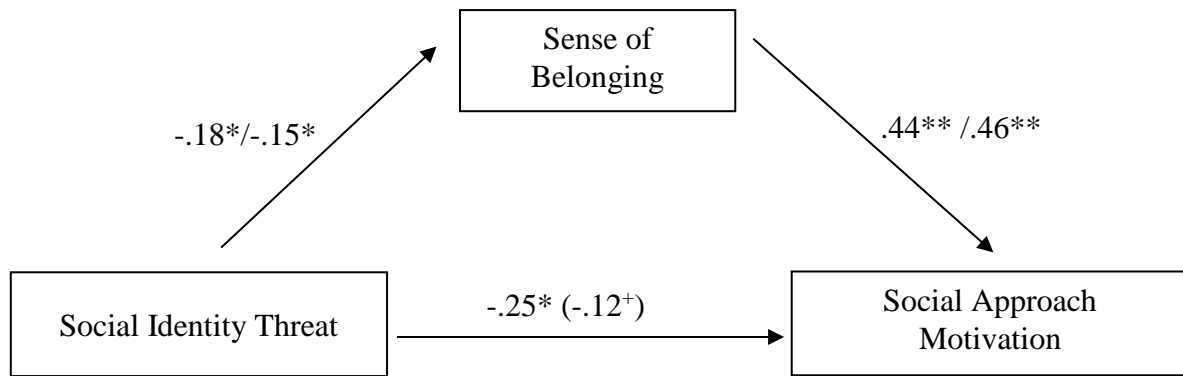 Sense of
Belonging
-.18*/-.15*
.44** /.46**
Social Identity Threat
-.25* (-.12⁺)
Social Approach
Motivation